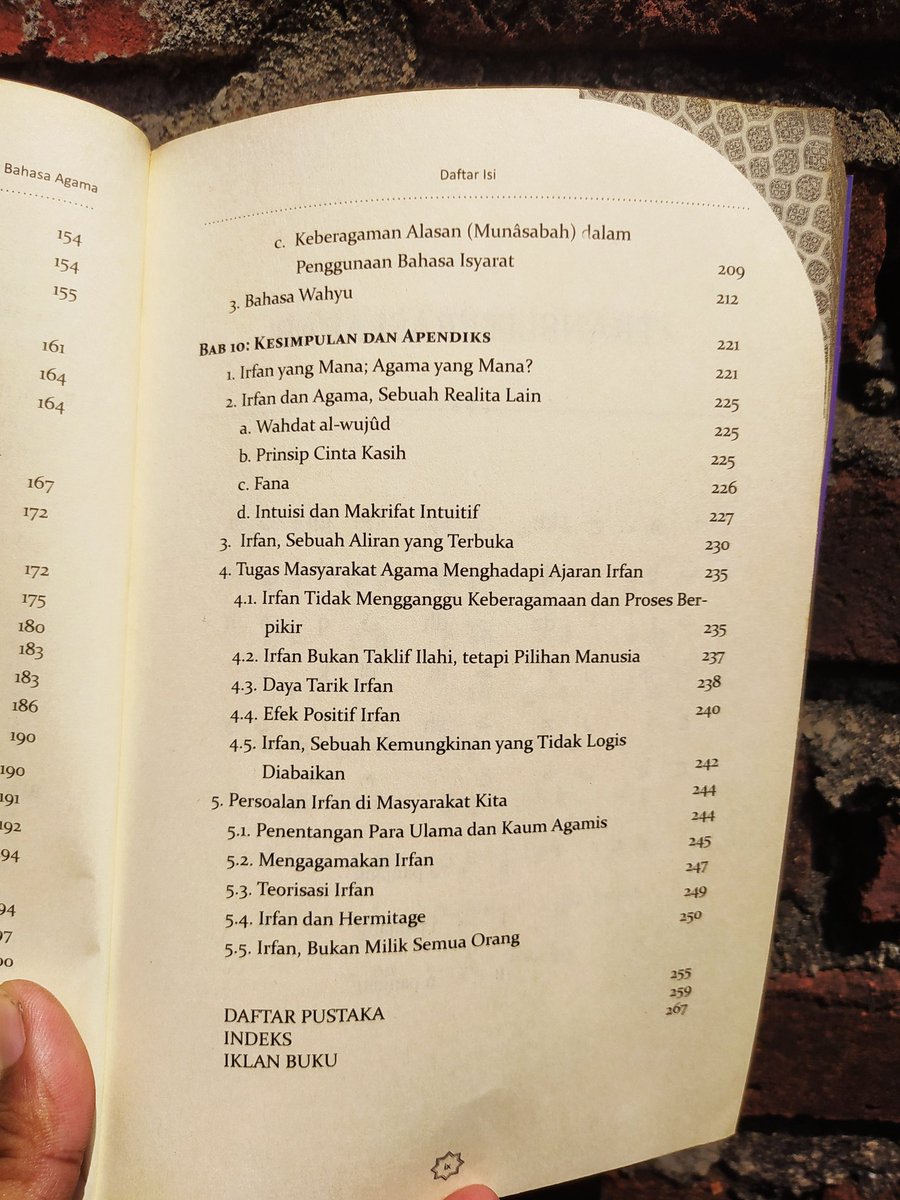 Bahasa Agama
154
154
155
161
164
164
167
172
172
175
180
183
183
186
190
190
191
192
94
94
97
Daftar Isi
c. Keberagaman Alasan (Munâsabah) dalam
Penggunaan Bahasa Isyarat 209
3. Bahasa Wahyu 212
BAB 10: KESIMPULAN DAN APENDIKS 221
1. Irfan yang Mana; Agama yang Mana? 221
2. Irfan dan Agama, Sebuah Realita Lain 225
a. Wahdat al-wujûd 225
b. Prinsip Cinta Kasih 225
c. Fana 226
d. Intuisi dan Makrifat Intuitif 227
3. Irfan, Sebuah Aliran yang Terbuka 230
4. Tugas Masyarakat Agama Menghadapi Ajaran Irfan 235
4.1. Irfan Tidak Mengganggu Keberagamaan dan Proses Ber-
pikir 235
4.2. Irfan Bukan Taklif Ilahi, tetapi Pilihan Manusia 237
4.3. Daya Tarik Irfan 238
4.4. Efek Positif Irfan 240
4.5. Irfan, Sebuah Kemungkinan yang Tidak Logis
Diabaikan 242
5. Persoalan Irfan di Masyarakat Kita 244
5.1. Penentangan Para Ulama dan Kaum Agamis 244
5.2. Mengagamakan Irfan 245
5.3. Teorisasi Irfan 247
5.4. Irfan dan Hermitage 249
5.5. Irfan, Bukan Milik Semua Orang 250
DAFTAR PUSTAKA 255
INDEKS 259
IKLAN BUKU 267
ix